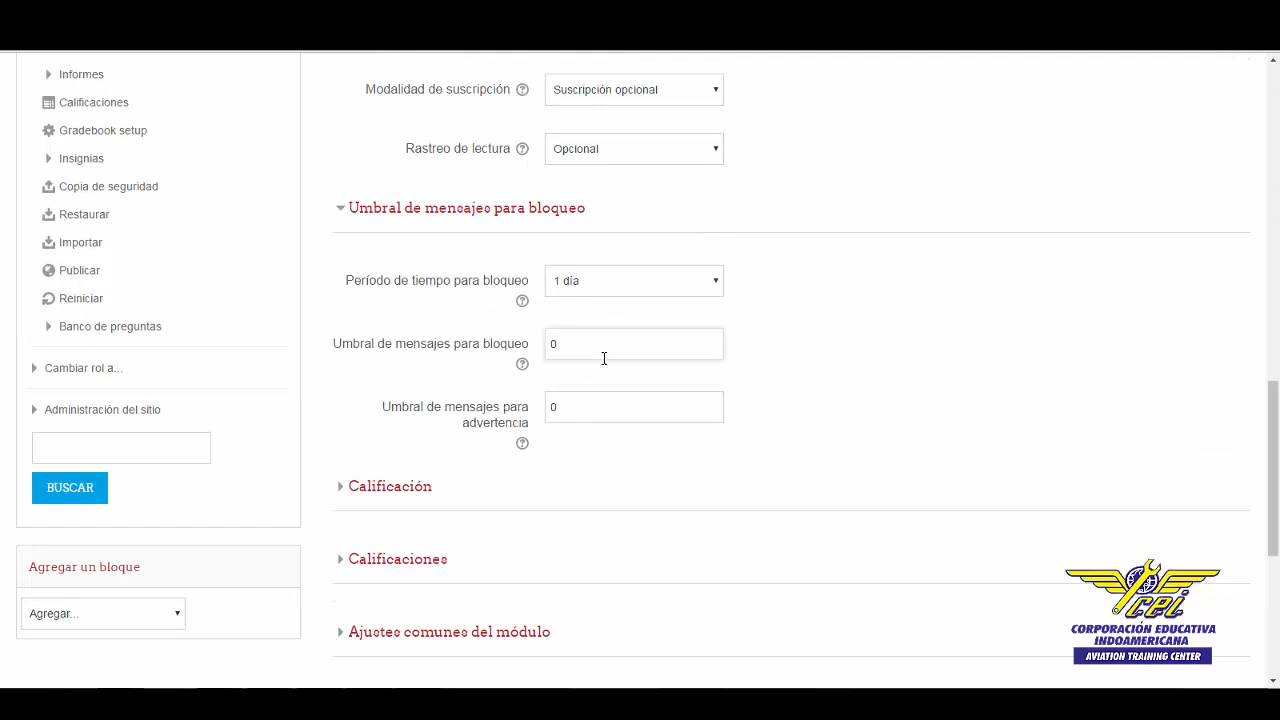 Informes
Calificaciones
Gradebook setup
Insignias
Copia de seguridad
Restaurar
Importar
Publicar
Reiniciar
Banco de preguntas
Cambiar rol a...
Administración del sitio
BUSCAR
Agregar un bloque
Agregar...
Modalidad de suscripción
Suscripción opcional
Rastreo de lectura
Opcional
Umbral de mensajes para bloqueo
Período de tiempo para bloqueo
1 día
Umbral de mensajes para bloqueo
0
Umbral de mensajes para
advertencia
0
Calificación
Calificaciones
Ajustes comunes del módulo
cei
CORPORACIÓN EDUCATIVA
INDOAMERICANA
AVIATION TRAINING CENTER